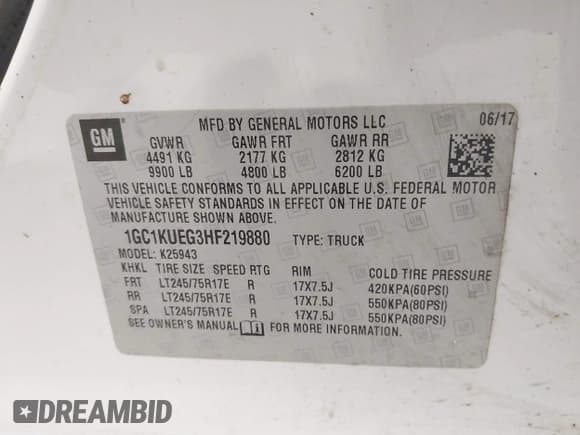 GM
MFD BY GENERAL MOTORS LLC 06/17
GVWR GAWR FRT GAWR RR
4491 KG 2177 KG 2812 KG
9900 LB 4800 LB 6200 LB
THIS VEHICLE CONFORMS TO ALL APPLICABLE U.S. FEDERAL MOTOR
VEHICLE SAFETY STANDARDS IN EFFECT ON THE DATE OF
MANUFACTURE SHOWN ABOVE.
1GC1KUEG3HF219880 TYPE: TRUCK
MODEL: K25943
KHKL TIRE SIZE SPEED RTG RIM COLD TIRE PRESSURE
FRT LT245/75R17E R 17X7.5J 420KPA(60PSI)
RR LT245/75R17E R 17X7.5J 550KPA(80PSI)
SPA LT245/75R17E R 17X7.5J 550KPA(80PSI)
SEE OWNER'S MANUAL FOR MORE INFORMATION.
DREAMBID